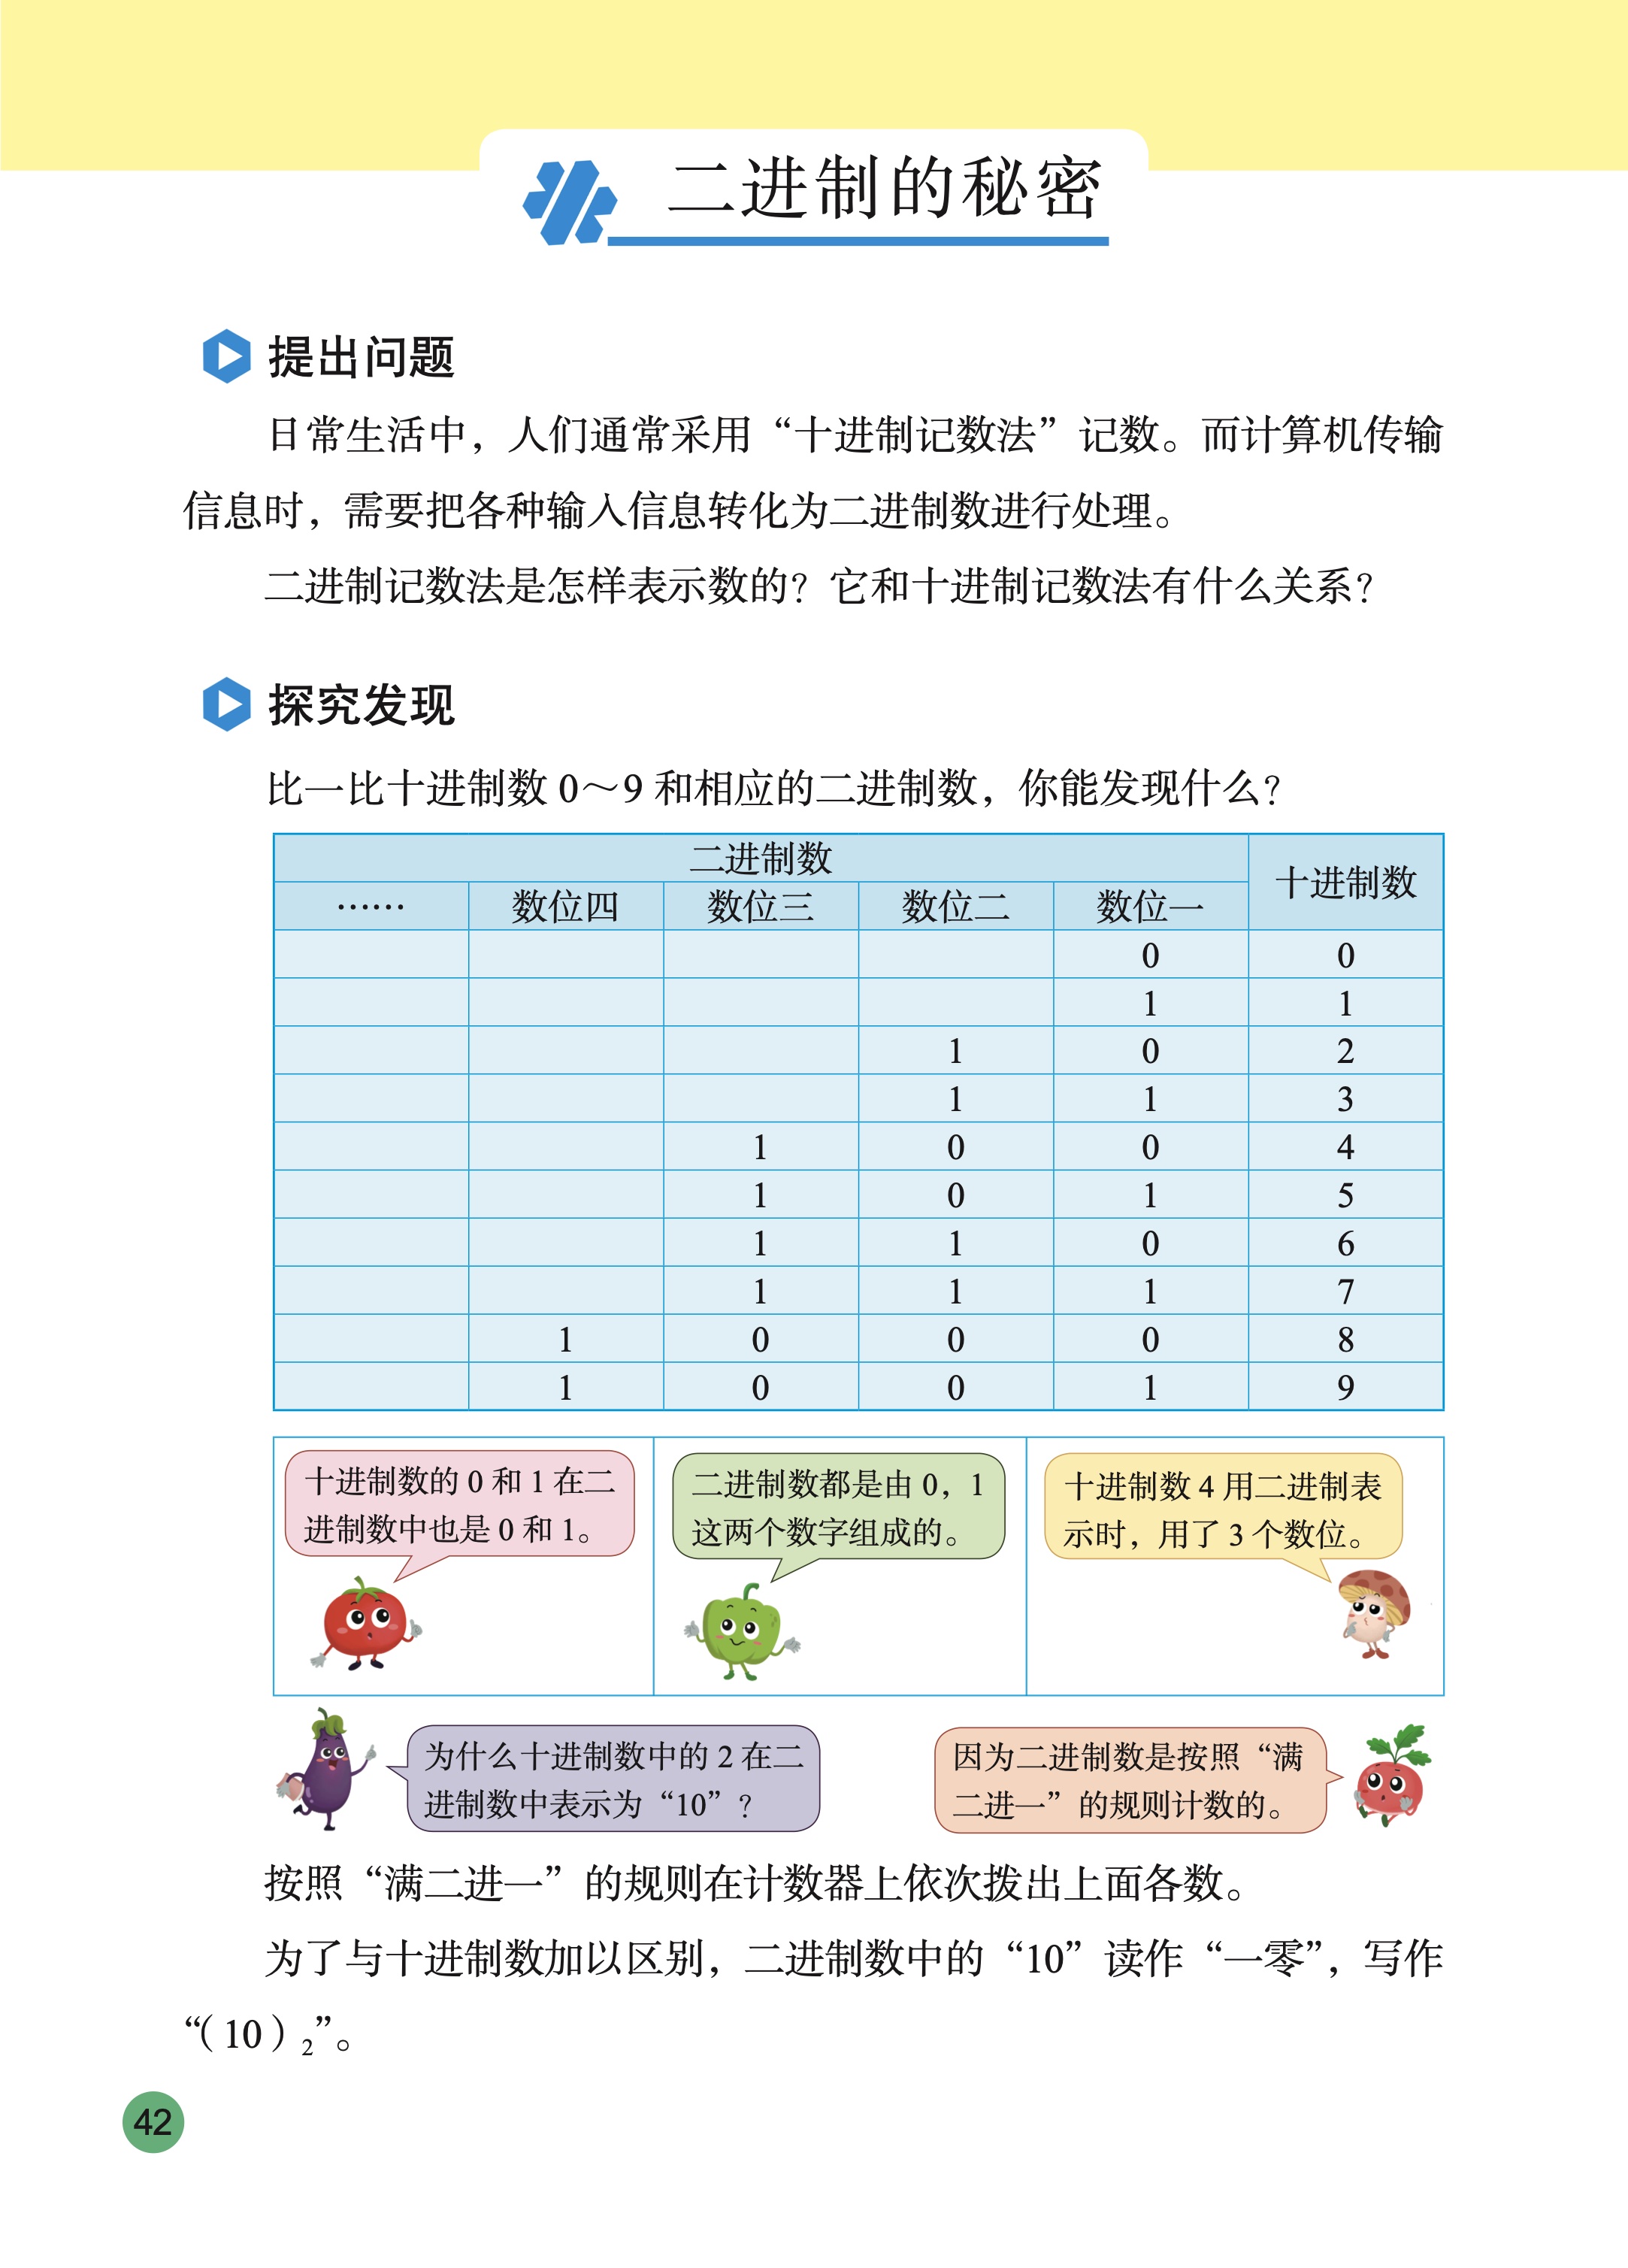 二进制的秘密
提出问题
日常生活中，人们通常采用“十进制记数法”记数。而计算机传输
信息时，需要把各种输入信息转化为二进制数进行处理。
二进制记数法是怎样表示数的？它和十进制记数法有什么关系？
探究发现
比一比十进制数 0～9 和相应的二进制数，你能发现什么？
二进制数 十进制数
…… 数位四 数位三 数位二 数位一
0 0
1 1
1 0 2
1 1 3
1 0 0 4
1 0 1 5
1 1 0 6
1 1 1 7
1 0 0 0 8
1 0 0 1 9
十进制数的 0 和 1 在二
进制数中也是 0 和 1。
二进制数都是由 0，1
这两个数字组成的。
十进制数 4 用二进制表
示时，用了 3 个数位。
为什么十进制数中的 2 在二
进制数中表示为“10”？
因为二进制数是按照“满
二进一”的规则计数的。
按照“满二进一”的规则在计数器上依次拨出上面各数。
为了与十进制数加以区别，二进制数中的“10”读作“一零”，写作
“（10）₂”。
42